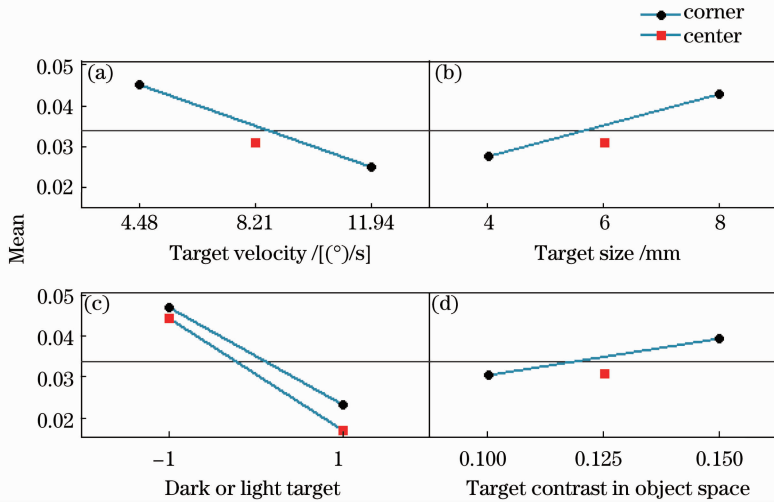 corner
center
0.05
(a)
(b)
0.04
0.03
0.02
4.48
8.21
11.94
4
6
8
Target velocity /[(°)/s]
Target size /mm
Mean
0.05
(c)
(d)
0.04
0.03
0.02
−1
1
0.100
0.125
0.150
Dark or light target
Target contrast in object space